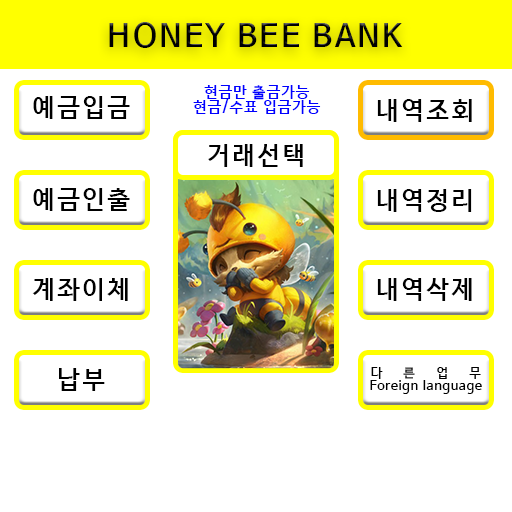 HONEY BEE BANK
예금입금
현금만 출금가능
현금/수표 입금가능
내역조회
거래선택
예금인출
내역정리
계좌이체
내역삭제
납부
다 른 업 무
Foreign language